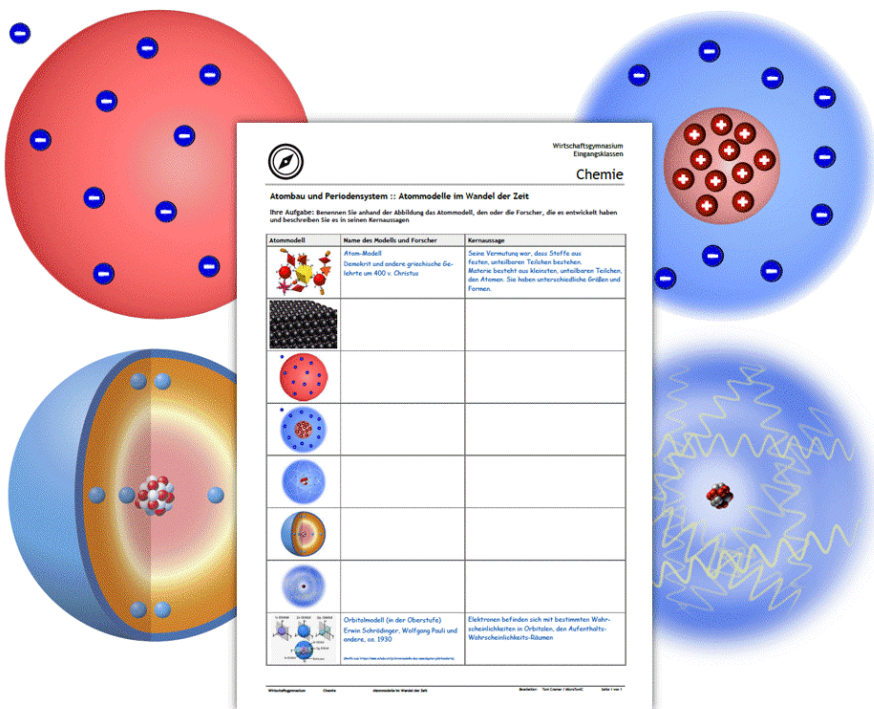 Wirtschaftsgymnasium
Eingangsklassen
Chemie
Atombau und Periodensystem :: Atommodelle im Wandel der Zeit
Ihre Aufgabe: Benennen Sie anhand der Abbildung das Atommodell, den oder die Forscher, die es entwickelt haben
und beschreiben Sie es in seinen Kernaussagen
Atommodell Name des Modells und Forscher Kernaussage
Atom-Modell
Demokrit und andere griechische Ge-
lehrte um 400 v. Christus
Seine Vermutung war, dass Stoffe aus
festen, unteilbaren Teilchen bestehen.
Materie besteht aus kleinsten, unteilbaren Teilchen,
den Atomen. Sie haben unterschiedliche Größen und
Formen.
Orbitelmodell (in der Oberstufe)
Erwin Schrödinger, Wolfgang Pauli und
andere, ca. 1930
Elektronen befinden sich mit bestimmten Wahr-
scheinlichkeiten in Orbitalen, den Aufenthalts-
Wahrscheinlichkeits-Räumen
Wirtschaftsgymnasium Chemie Atommodelle im Wandel der Zeit Seite 1 von 1